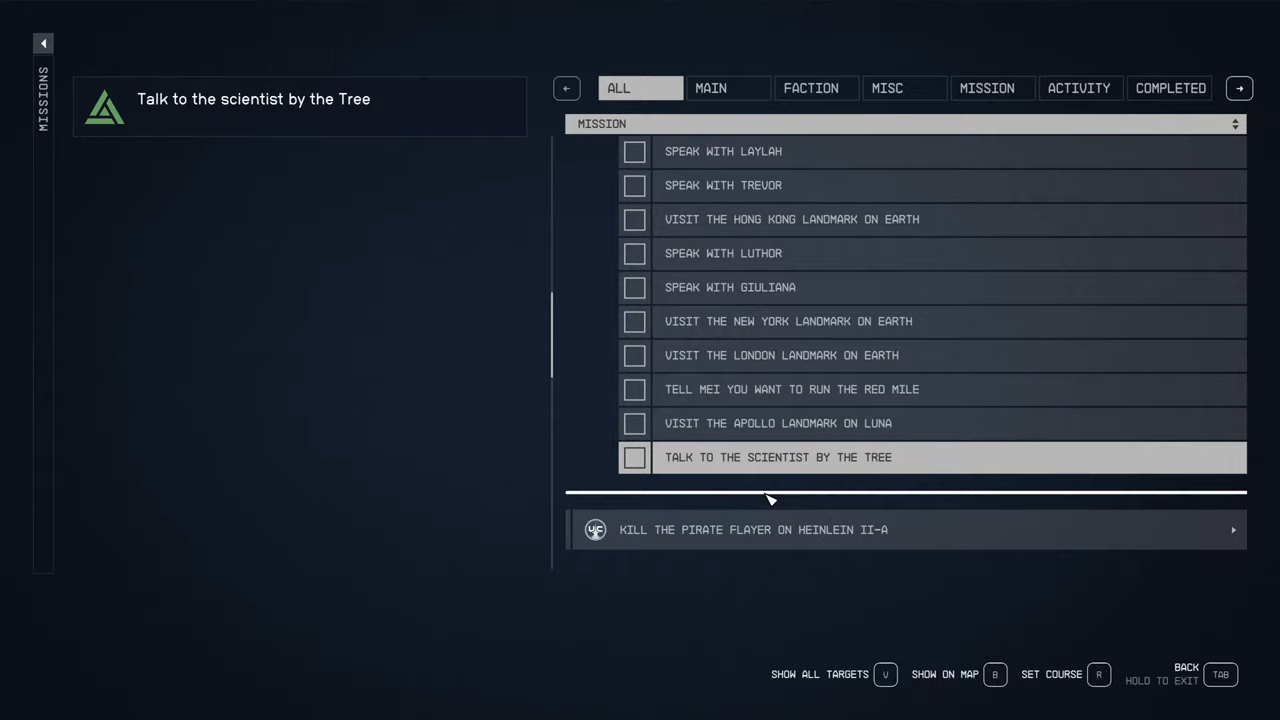 MISSIONS
Talk to the scientist by the Tree
ALL MAIN FACTION MISC MISSION ACTIVITY COMPLETED
MISSION
SPEAK WITH LAYLAH
SPEAK WITH TREVOR
VISIT THE HONG KONG LANDMARK ON EARTH
SPEAK WITH LUTHOR
SPEAK WITH GIULIANA
VISIT THE NEW YORK LANDMARK ON EARTH
VISIT THE LONDON LANDMARK ON EARTH
TELL MEI YOU WANT TO RUN THE RED MILE
VISIT THE APOLLO LANDMARK ON LUNA
TALK TO THE SCIENTIST BY THE TREE
UC KILL THE PIRATE FLAYER ON HEINLEIN II-A
SHOW ALL TARGETS V SHOW ON MAP B SET COURSE R BACK TAB
HOLD TO EXIT